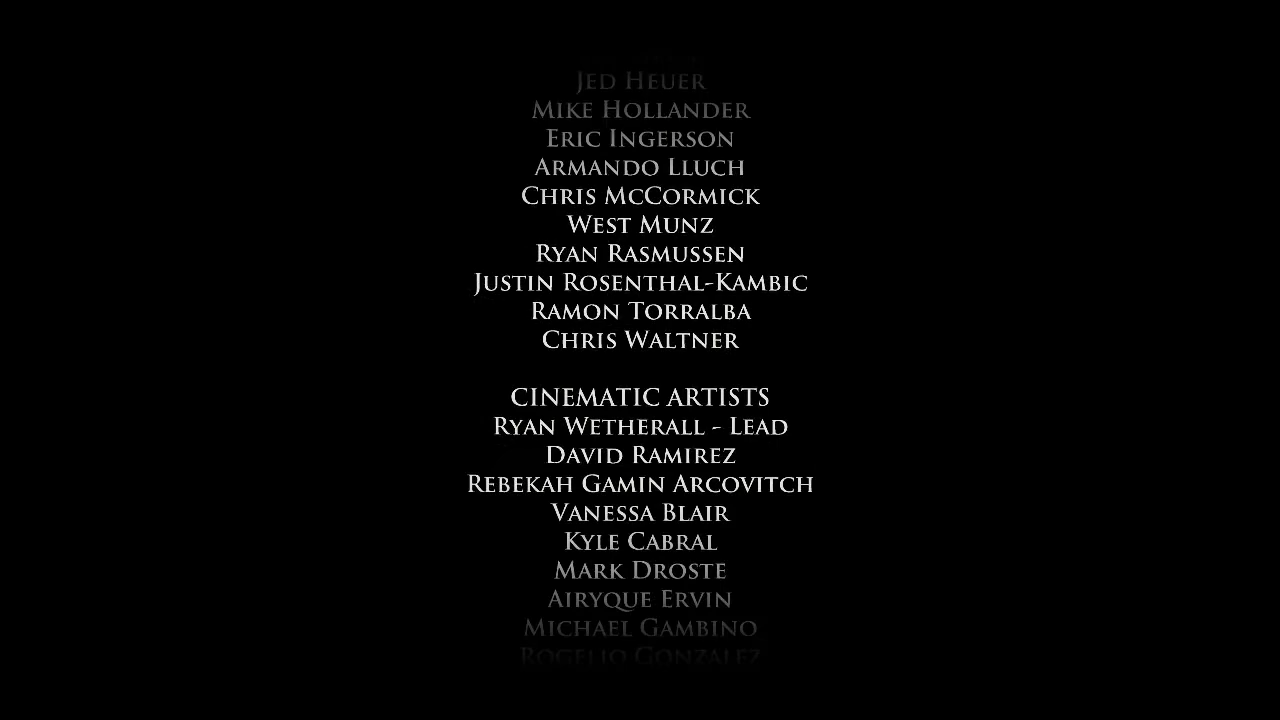 Jed Heuer
Mike Hollander
Eric Ingerson
Armando Lluch
Chris McCormick
West Munz
Ryan Rasmussen
Justin Rosenthal-Kambic
Ramon Torralba
Chris Waltner
CINEMATIC ARTISTS
Ryan Wetherall - Lead
David Ramirez
Rebekah Gamin Arcovitch
Vanessa Blair
Kyle Cabral
Mark Droste
Airyque Ervin
Michael Gambino
Rogelio Gonzalez